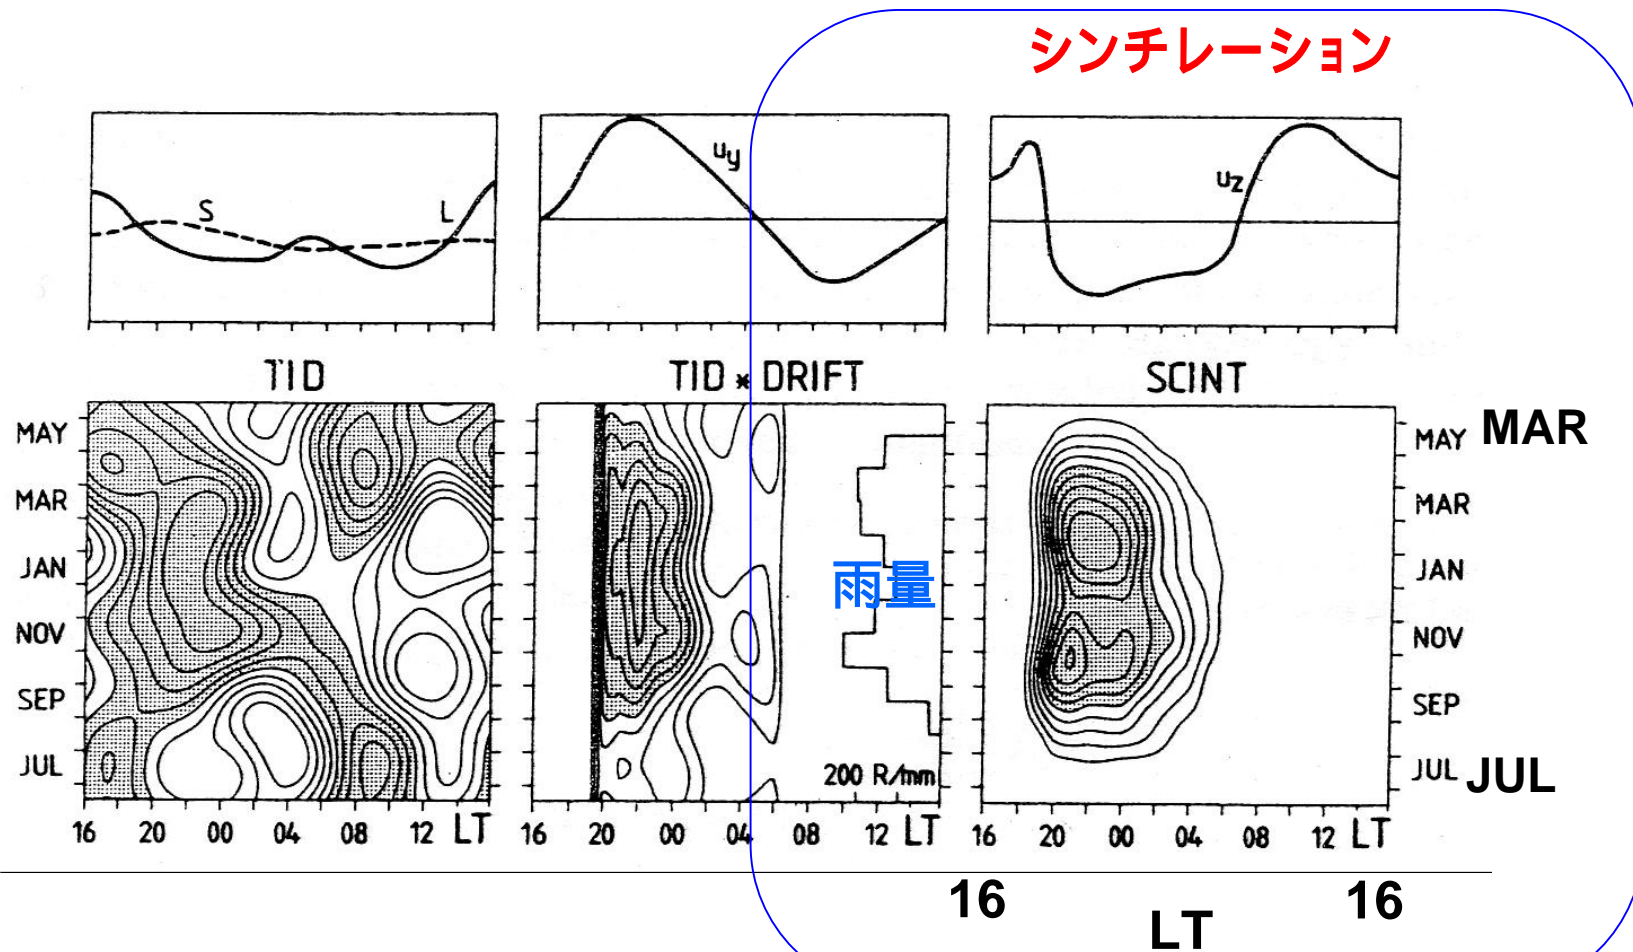 シンチレーション
S
L
uy
uz
TID
TID * DRIFT
SCINT
MAY
MAR
JAN
NOV
SEP
JUL
雨量
200 R/mm
MAY MAR
MAR
JAN
NOV
SEP
JUL JUL
16 20 00 04 08 12 LT
16 20 00 04 08 12 LT
16 20 00 04 08 12 LT
16 16
LT